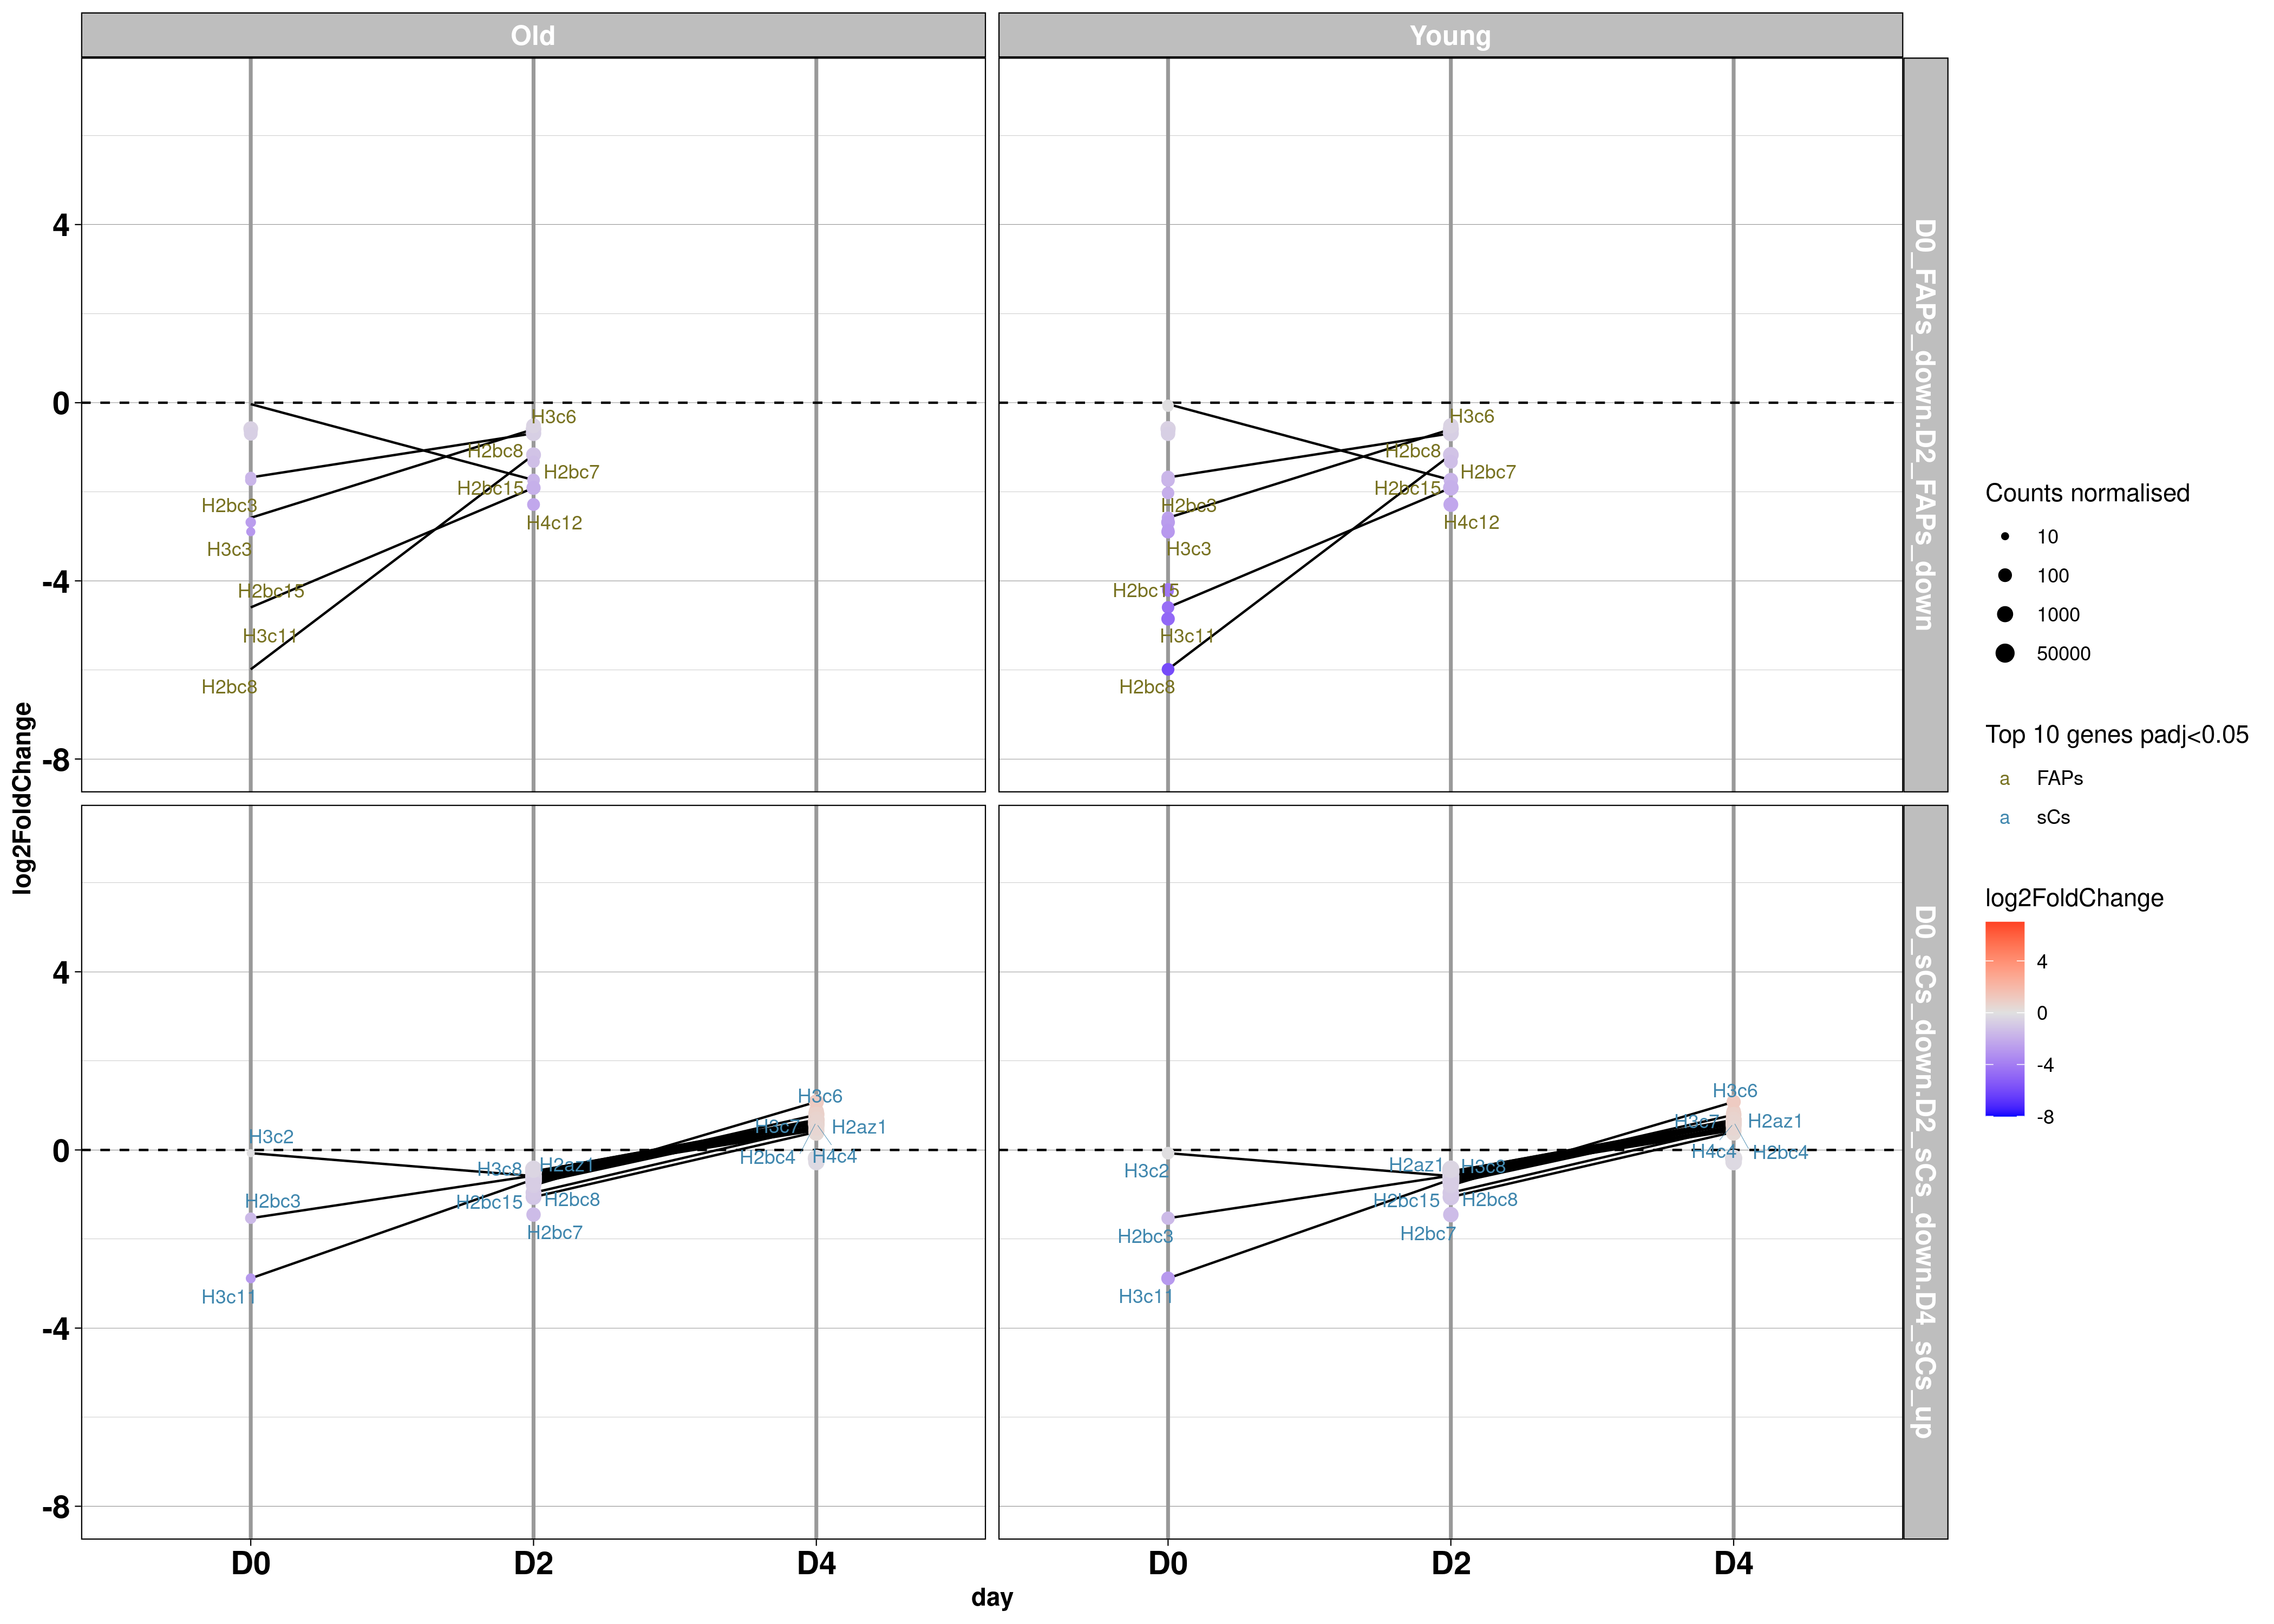 Old
Young
4
0
-4
-8
H3c6
H2bc8
H2bc7
H2bc15
H4c12
H2bc3
H3c3
H2bc15
H3c11
H2bc8
H3c6
H2bc8
H2bc7
H2bc15
H4c12
H2bc3
H3c3
H2bc15
H3c11
H2bc8
D0_FAPs_down.D2_FAPs_down
log2FoldChange
4
0
-4
-8
H3c6
H3c7
H2az1
H2bc4
H4c4
H3c2
H3c8
H2az1
H2bc3
H2bc15
H2bc8
H2bc7
H3c11
H3c6
H3c7
H2az1
H4c4
H2bc4
H3c2
H2az1
H3c8
H2bc15
H2bc8
H2bc3
H2bc7
H3c11
D0_sCs_down.D2_sCs_down.D4_sCs_up
D0
D2
D4
D0
D2
D4
day
Counts normalised
10
100
1000
50000
Top 10 genes padj<0.05
a FAPs
a sCs
log2FoldChange
4
0
-4
-8